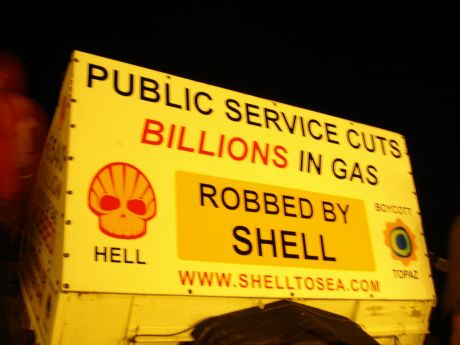 PUBLIC SERVICE CUTS
BILLIONS IN GAS
ROBBED BY
SHELL
HELL
BOYCOTT
TOPAZ
WWW.SHELLTOSEA.COM